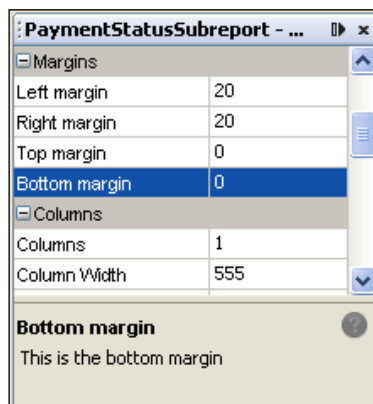 PaymentStatusSubreport - ...
Margins
Left margin 20
Right margin 20
Top margin 0
Bottom margin 0
Columns
Columns 1
Column Width 555
Bottom margin
This is the bottom margin